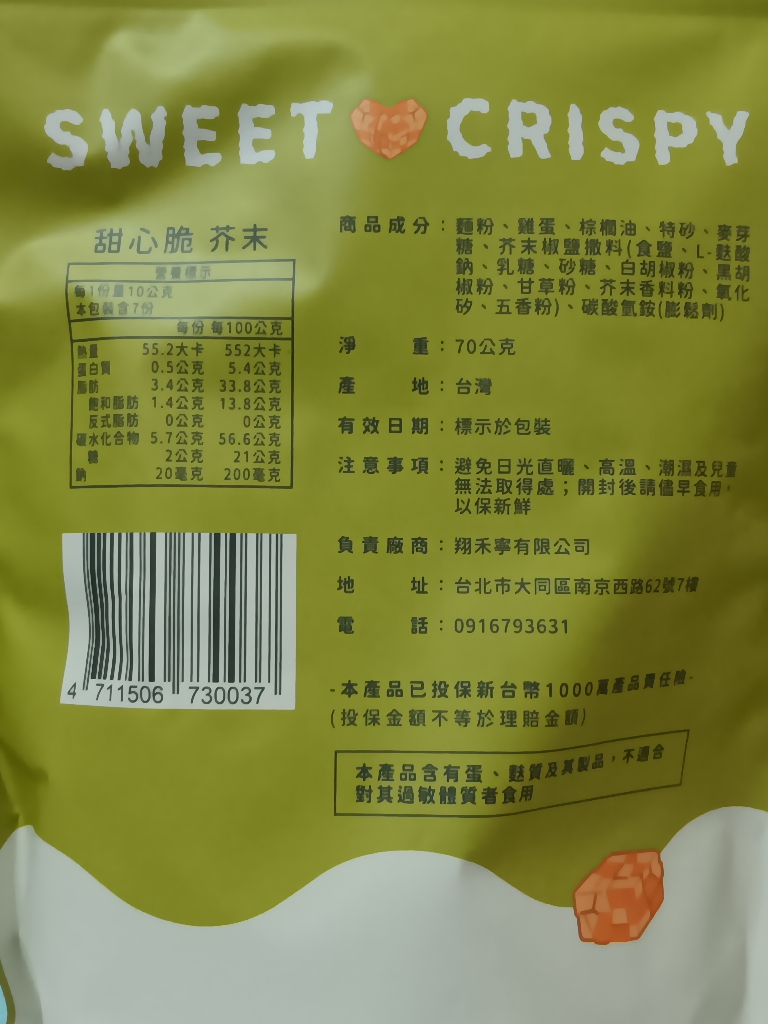 SWEET CRISPY
甜心脆 芥末
營養標示
每1份量10公克
本包裝含7份
每份 每100公克
熱量 55.2大卡 552大卡
蛋白質 0.5公克 5.4公克
脂肪 3.4公克 33.8公克
飽和脂肪 1.4公克 13.8公克
反式脂肪 0公克 0公克
碳水化合物 5.7公克 56.6公克
糖 2公克 21公克
鈉 20毫克 200毫克
4 711506 730037
商品成分：麵粉、雞蛋、棕櫚油、特砂、麥芽
糖、芥末椒鹽撒料(食鹽、L-麩酸
鈉、乳糖、砂糖、白胡椒粉、黑胡
椒粉、甘草粉、芥末香料粉、氧化
矽、五香粉)、碳酸氫銨(膨鬆劑)
淨重：70公克
產地：台灣
有效日期：標示於包裝
注意事項：避免日光直曬、高溫、潮濕及兒童
無法取得處；開封後請儘早食用，
以保新鮮
負責廠商：翔禾寧有限公司
地址：台北市大同區南京西路62號7樓
電話：0916793631
-本產品已投保新台幣1000萬產品責任險-
(投保金額不等於理賠金額)
本產品含有蛋、麩質及其製品，不適合
對其過敏體質者食用